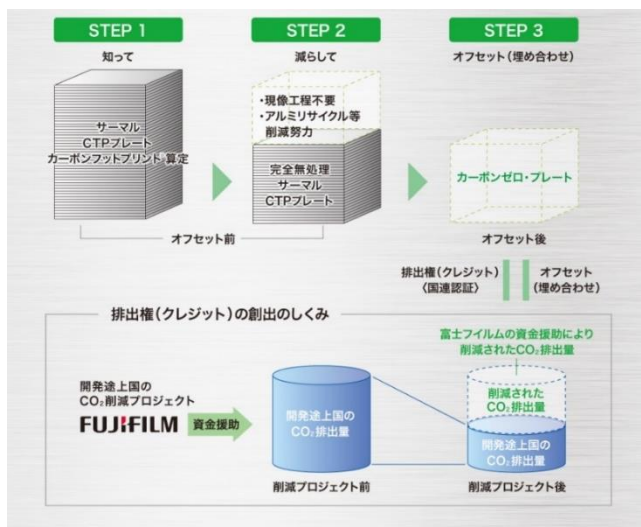 STEP 1
知って
サーマル
CTPプレート
カーボンフットプリント算定
STEP 2
減らして
・現像工程不要
・アルミリサイクル等
削減努力
完全無処理
サーマル
CTPプレート
オフセット前
STEP 3
オフセット(埋め合わせ)
カーボンゼロ・プレート
オフセット後
排出権(クレジット)
〈国連認証〉
オフセット
(埋め合わせ)
排出権(クレジット)の創出のしくみ
開発途上国の
CO₂削減プロジェクト
FUJIFILM
資金援助
開発途上国の
CO₂排出量
削減プロジェクト前
富士フイルムの資金援助により
削減されたCO₂排出量
削減された
CO₂排出量
開発途上国の
CO₂排出量
削減プロジェクト後